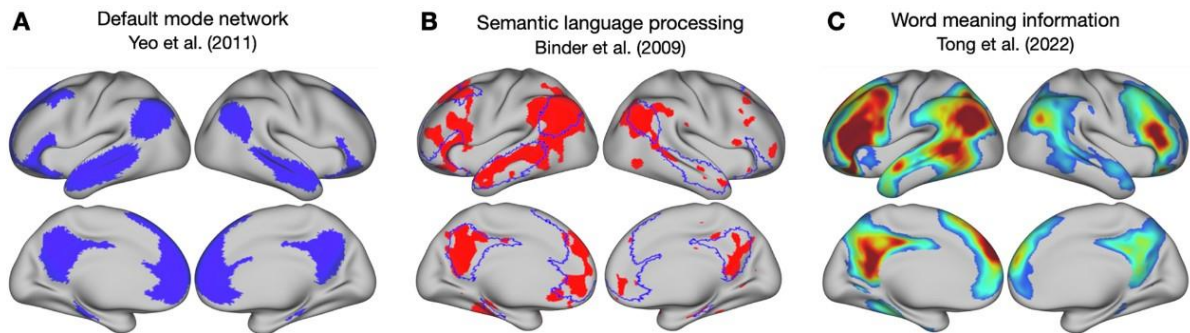 A
Default mode network
Yeo et al. (2011)
B
Semantic language processing
Binder et al. (2009)
C
Word meaning information
Tong et al. (2022)